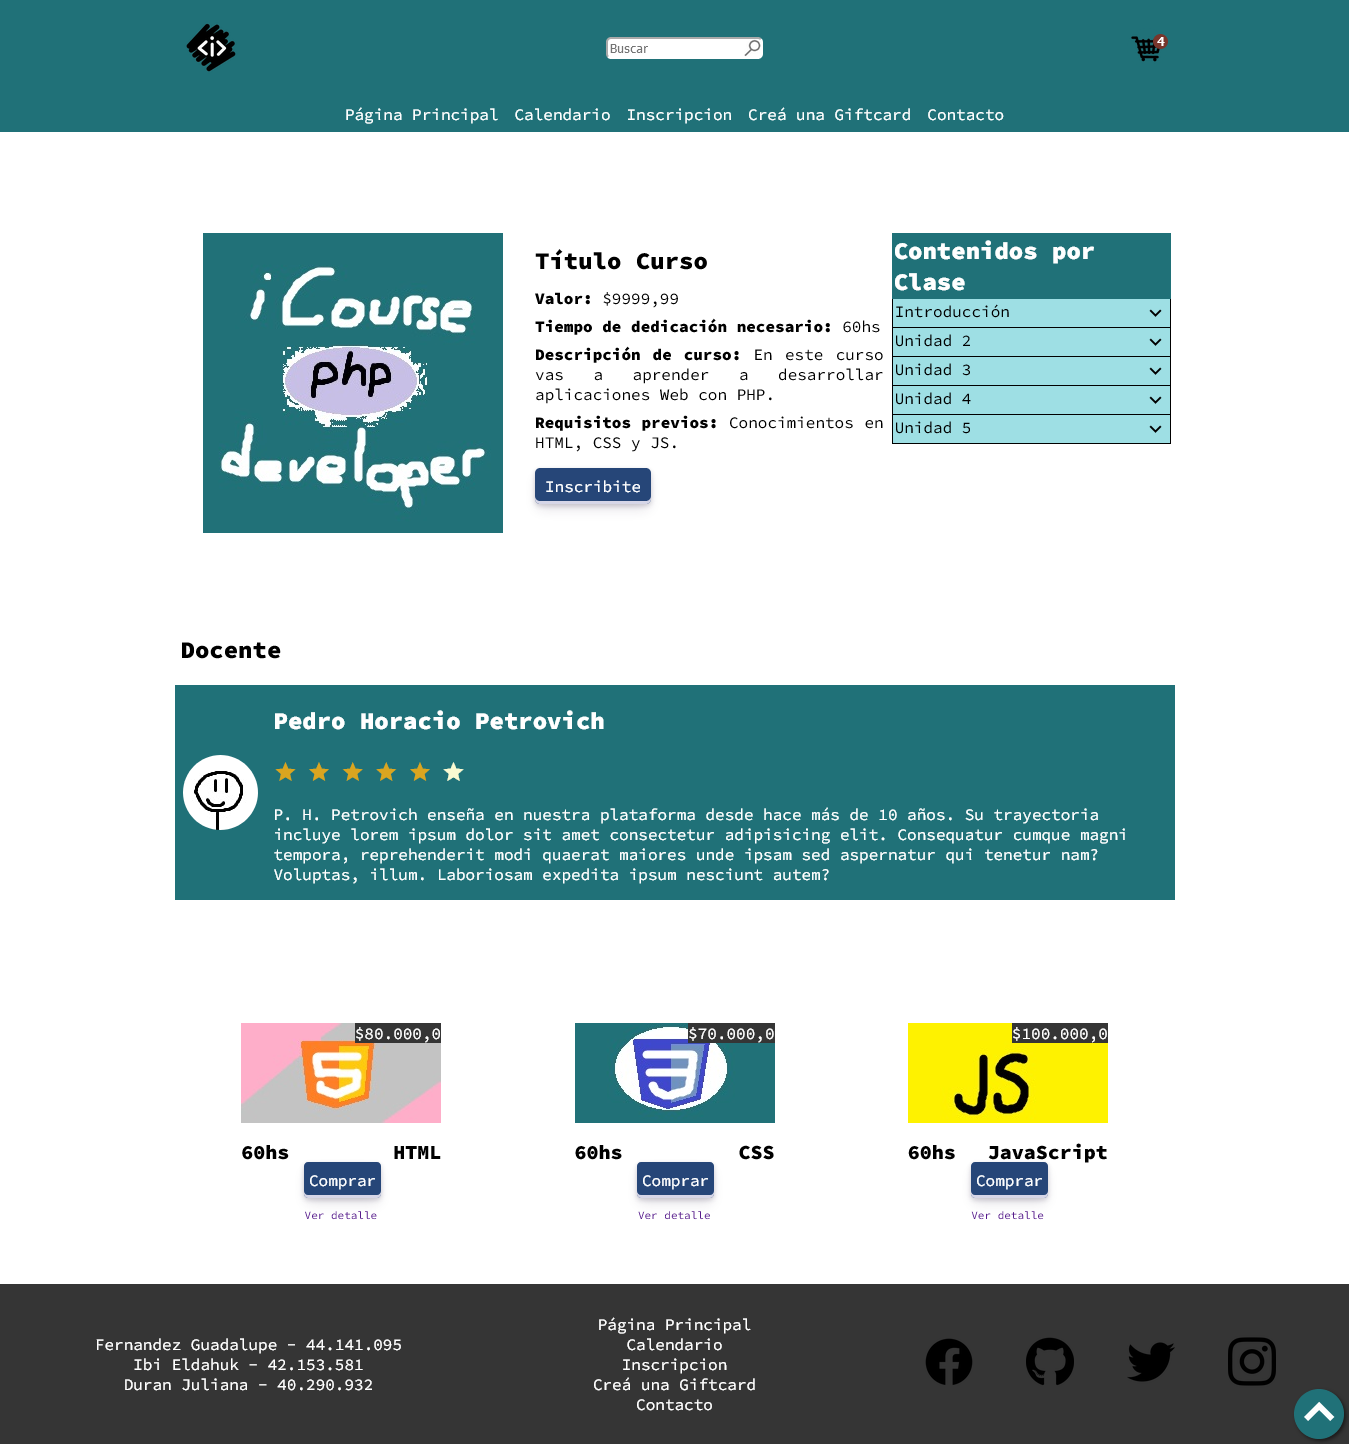 <i>
Buscar
4
Página Principal Calendario Inscripcion Creá una Giftcard Contacto
iCourse
php
developer
Título Curso
Valor: $9999,99
Tiempo de dedicación necesario: 60hs
Descripción de curso: En este curso
vas a aprender a desarrollar
aplicaciones Web con PHP.
Requisitos previos: Conocimientos en
HTML, CSS y JS.
Inscribite
Contenidos por
Clase
Introducción
Unidad 2
Unidad 3
Unidad 4
Unidad 5
Docente
Pedro Horacio Petrovich
P. H. Petrovich enseña en nuestra plataforma desde hace más de 10 años. Su trayectoria
incluye lorem ipsum dolor sit amet consectetur adipisicing elit. Consequatur cumque magni
tempora, reprehenderit modi quaerat maiores unde ipsam sed aspernatur qui tenetur nam?
Voluptas, illum. Laboriosam expedita ipsum nesciunt autem?
$80.000,0
5
60hs HTML
Comprar
Ver detalle
$70.000,0
3
60hs CSS
Comprar
Ver detalle
$100.000,0
JS
60hs JavaScript
Comprar
Ver detalle
Fernandez Guadalupe - 44.141.095
Ibi Eldahuk - 42.153.581
Duran Juliana - 40.290.932
Página Principal
Calendario
Inscripcion
Creá una Giftcard
Contacto